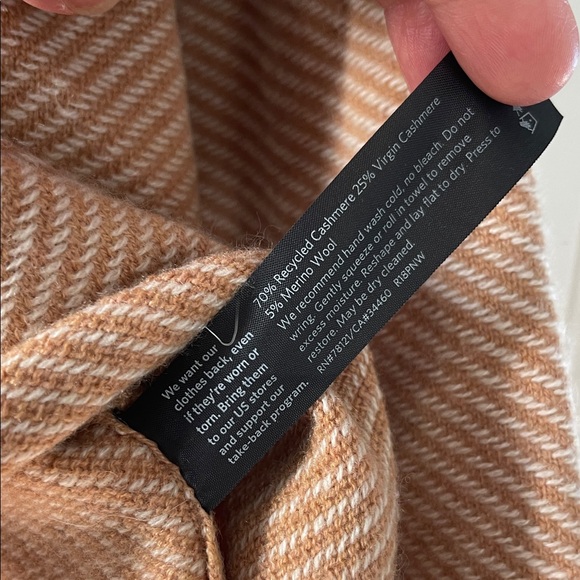 70% Recycled Cashmere 25% Virgin Cashmere
5% Merino Wool
We recommend hand wash cold, no bleach. Do not
wring. Gently squeeze or roll in towel to remove
excess moisture. Reshape and lay flat to dry. Press to
restore. May be dry cleaned.
RN#78121/CA#34460 R18PNW
We want our
clothes back, even
if they're worn or
torn. Bring them
to our US stores
and support our
take-back program.